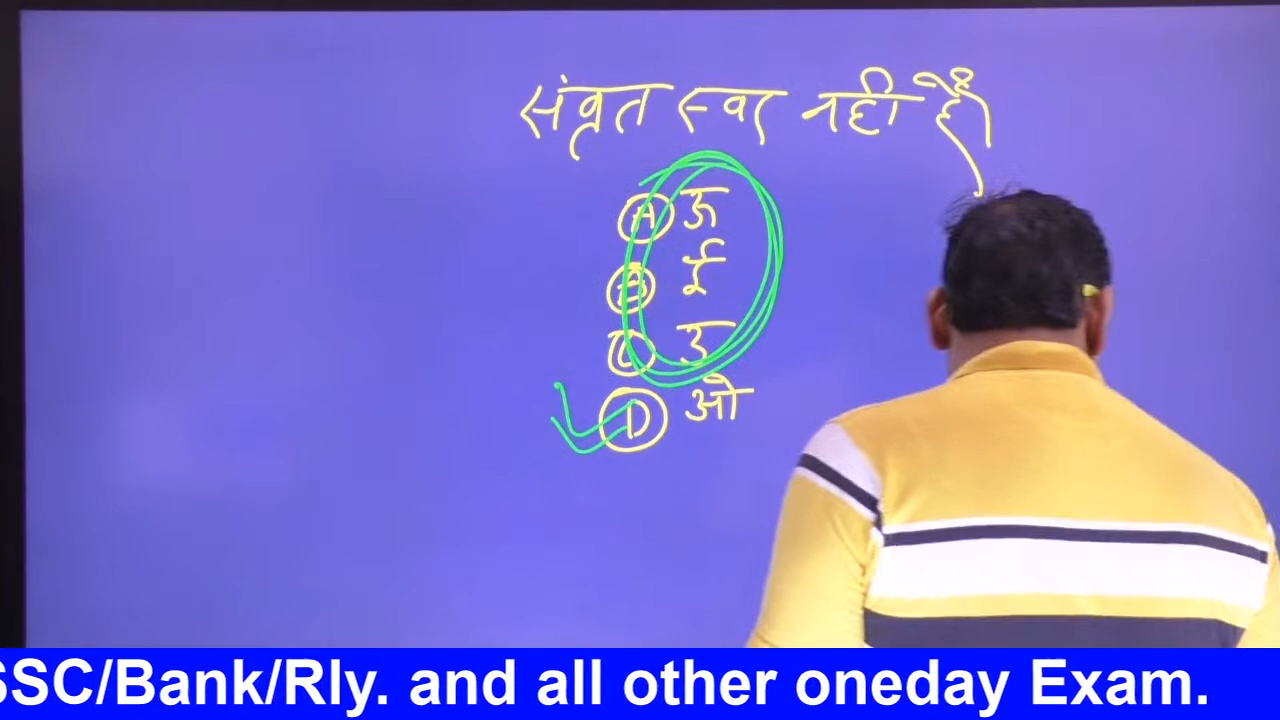 संवृत स्वर नहीं है
A ऊ
B ई
C उ
D ओ
SSC/Bank/Rly. and all other oneday Exam.